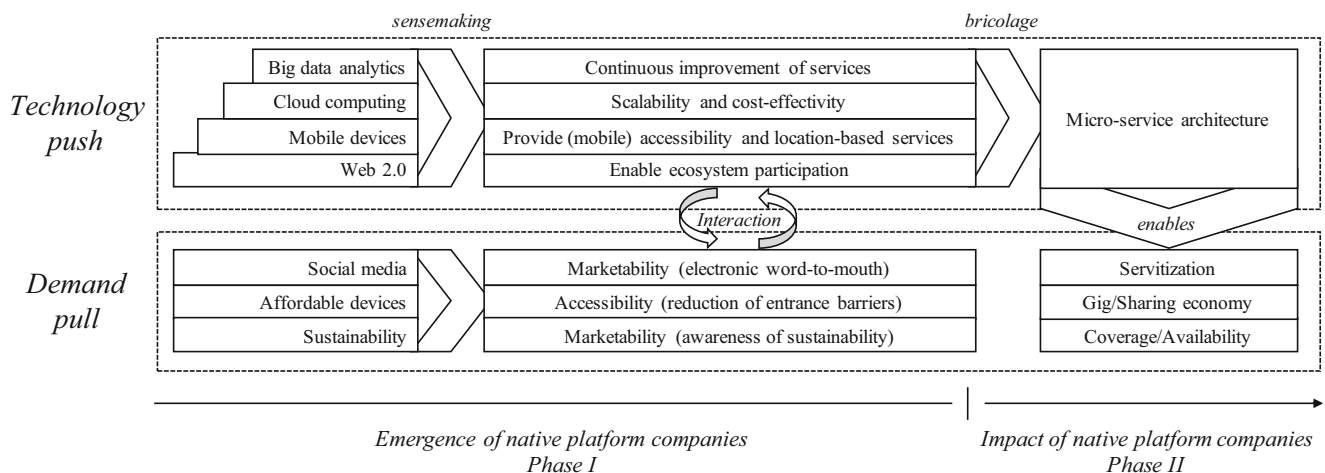 sensemaking
bricolage
Technology
push
Big data analytics
Cloud computing
Mobile devices
Web 2.0
Continuous improvement of services
Scalability and cost-effectivity
Provide (mobile) accessibility and location-based services
Enable ecosystem participation
Micro-service architecture
Interaction
enables
Demand
pull
Social media
Affordable devices
Sustainability
Marketability (electronic word-to-mouth)
Accessibility (reduction of entrance barriers)
Marketability (awareness of sustainability)
Servitization
Gig/Sharing economy
Coverage/Availability
Emergence of native platform companies
Phase I
Impact of native platform companies
Phase II